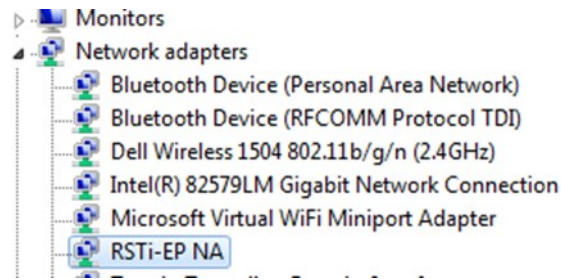 Monitors
Network adapters
Bluetooth Device (Personal Area Network)
Bluetooth Device (RFCOMM Protocol TDI)
Dell Wireless 1504 802.11b/g/n (2.4GHz)
Intel(R) 82579LM Gigabit Network Connection
Microsoft Virtual WiFi Miniport Adapter
RSTi-EP NA